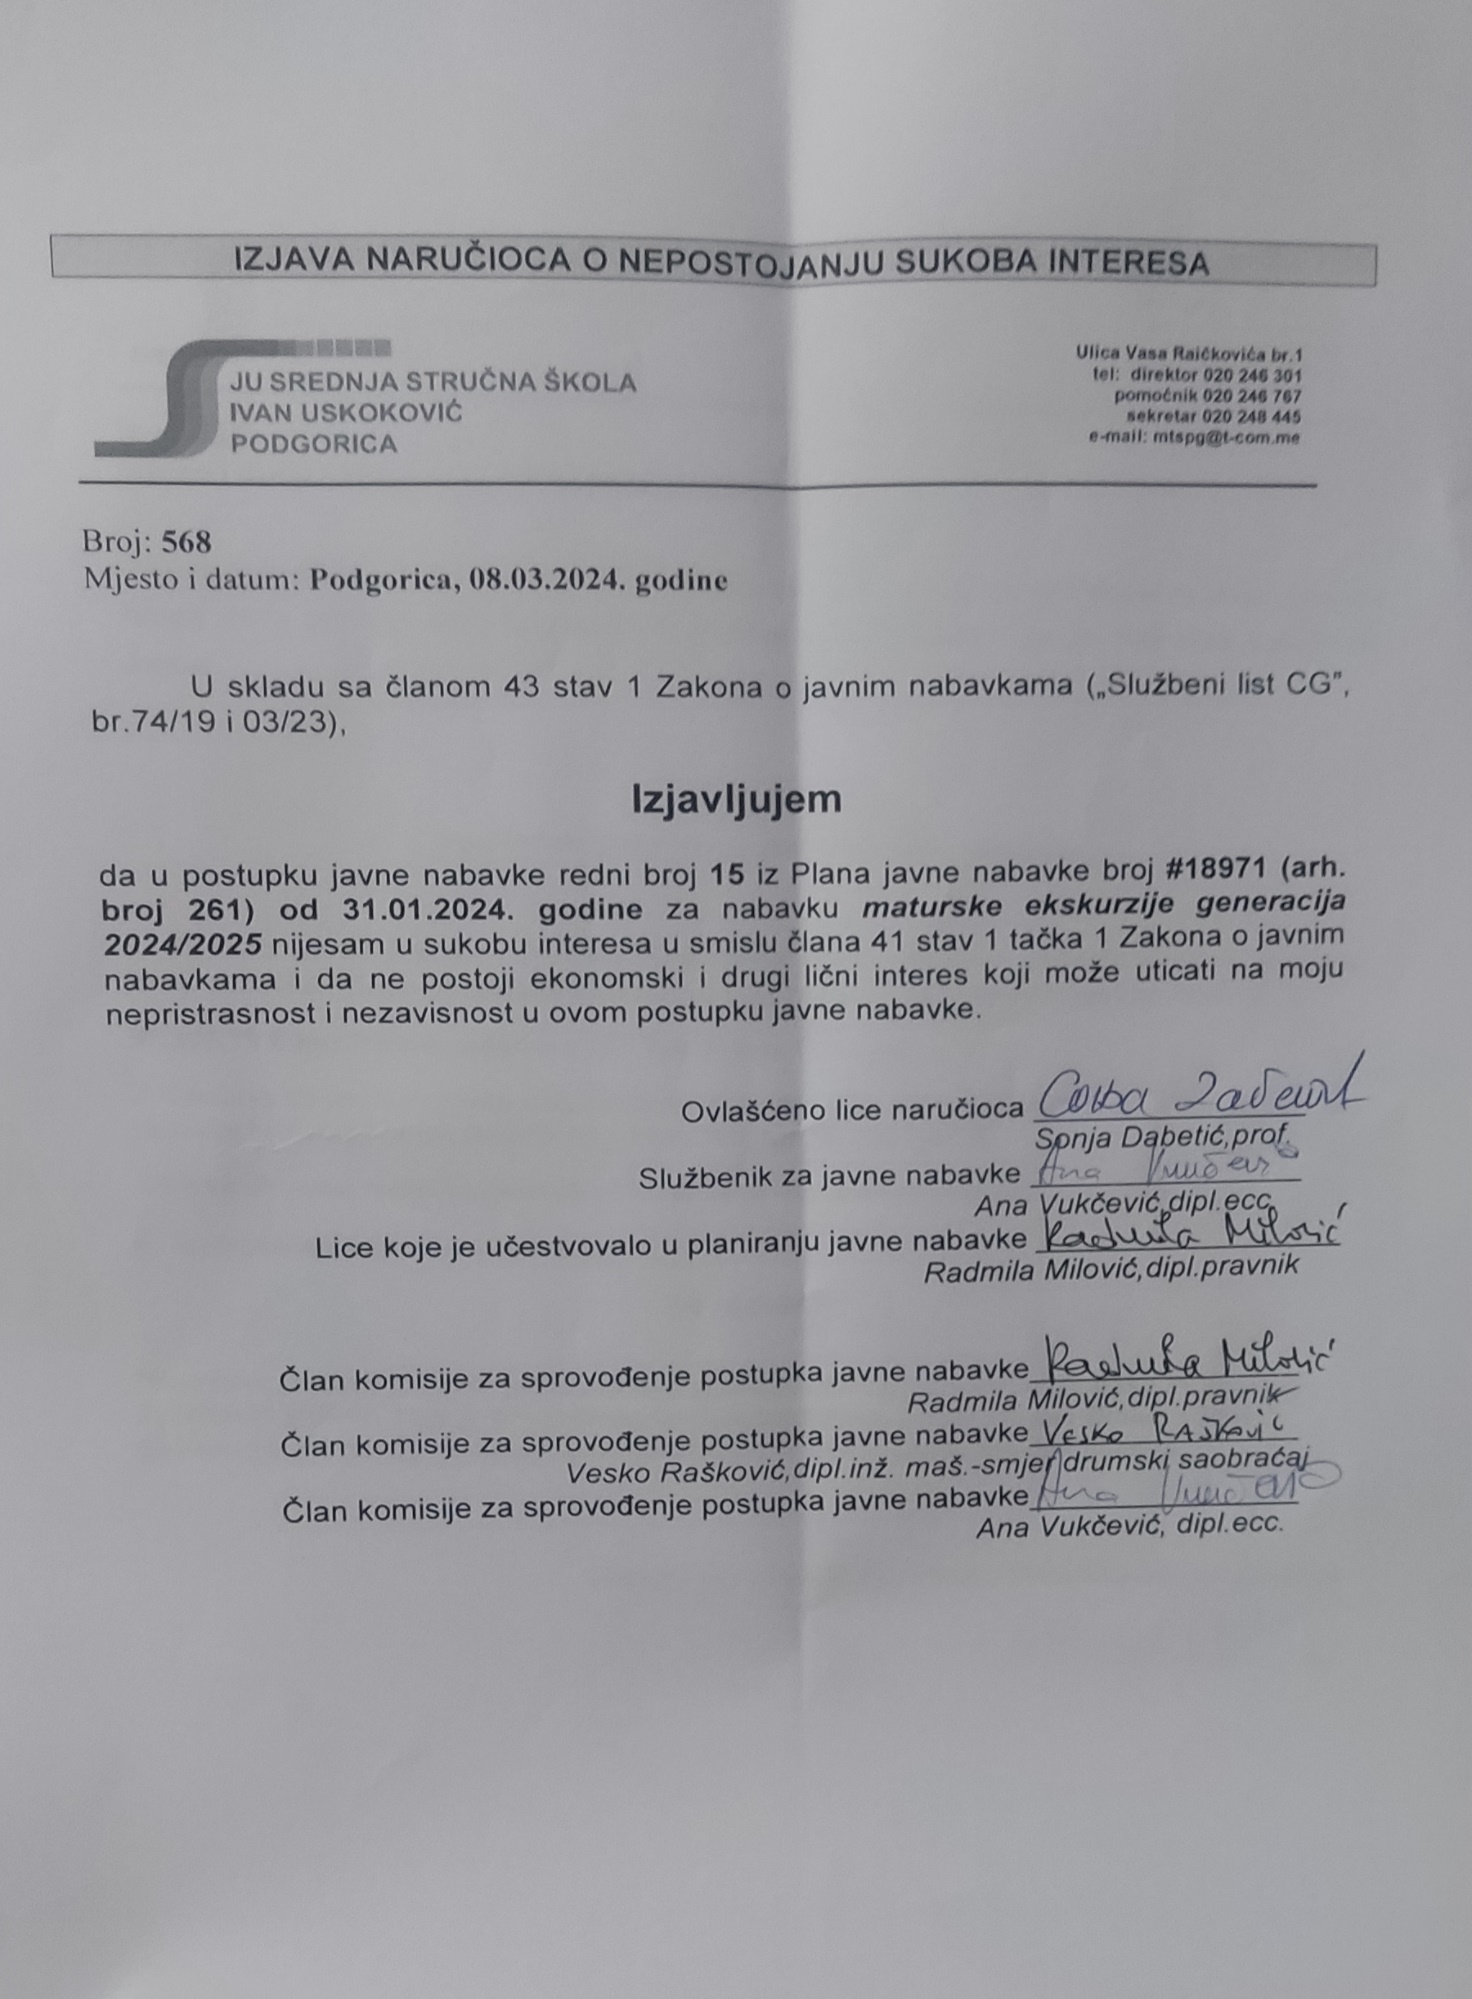 IZJAVA NARUČIOCA O NEPOSTOJANJU SUKOBA INTERESA
JU SREDNJA STRUČNA ŠKOLA
IVAN USKOKOVIĆ
PODGORICA
Ulica Vasa Raičkovića br.1
tel: direktor 020 246 301
pomoćnik 020 246 767
sekretar 020 248 445
e-mail: mtspg@t-com.me
Broj: 568
Mjesto i datum: Podgorica, 08.03.2024. godine
U skladu sa članom 43 stav 1 Zakona o javnim nabavkama („Službeni list CG”,
br.74/19 i 03/23),
Izjavljujem
da u postupku javne nabavke redni broj 15 iz Plana javne nabavke broj #18971 (arh.
broj 261) od 31.01.2024. godine za nabavku maturske ekskurzije generacija
2024/2025 nijesam u sukobu interesa u smislu člana 41 stav 1 tačka 1 Zakona o javnim
nabavkama i da ne postoji ekonomski i drugi lični interes koji može uticati na moju
nepristrasnost i nezavisnost u ovom postupku javne nabavke.
Ovlašćeno lice naručioca
Sonja Dabetić,prof.
Službenik za javne nabavke Ana
Ana Vukčević,dipl.ecc.
Lice koje je učestvovalo u planiranju javne nabavke Radmila Milović
Radmila Milović,dipl.pravnik
Član komisije za sprovođenje postupka javne nabavke Radmila Milović
Radmila Milović,dipl.pravnik
Član komisije za sprovođenje postupka javne nabavke Vesko RAŠKović
Vesko Rašković,dipl.inž. maš.-smjer drumski saobraćaj
Član komisije za sprovođenje postupka javne nabavke Ana
Ana Vukčević, dipl.ecc.